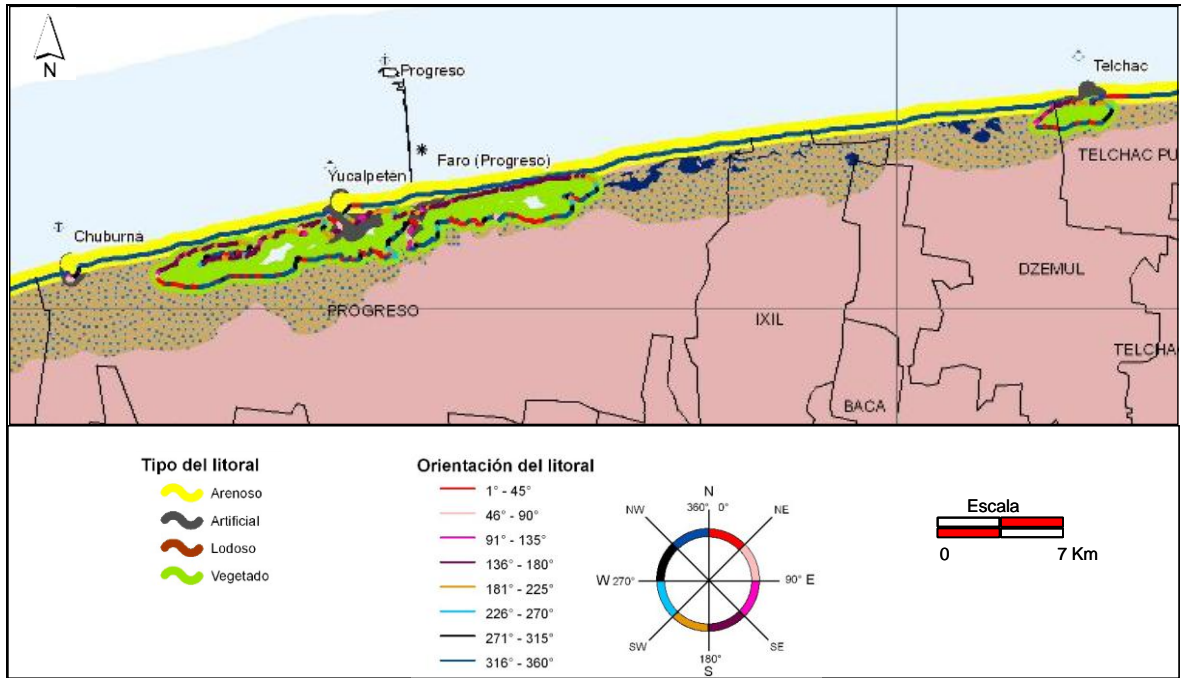 N
Progreso
Telchac
Faro (Progreso)
TELCHAC PU
Yucalpetén
Chuburná
DZEMUL
PROGRESO
IXIL
TELCHAC
BACA
Tipo del litoral
Arenoso
Artificial
Lodoso
Vegetado
Orientación del litoral
1° - 45°
46° - 90°
91° - 135°
136° - 180°
181° - 225°
226° - 270°
271° - 315°
316° - 360°
N
360° 0°
NW
NE
W 270°
90° E
SW
SE
180°
S
Escala
0 7 Km